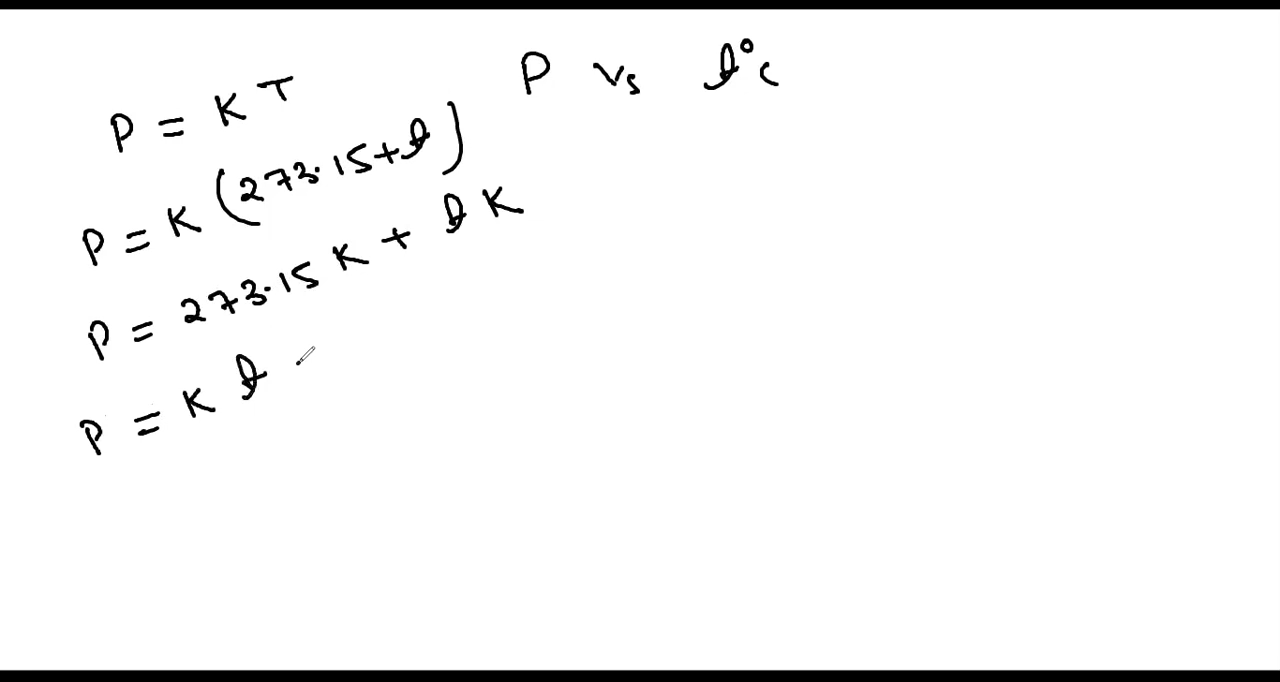 P = K T
P vs t°c
P = K (273.15+t)
P = 273.15 K + t K
P = K t